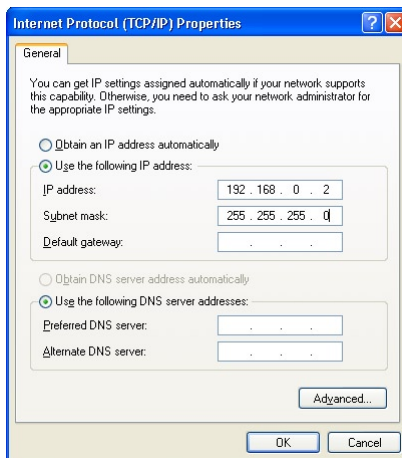 Internet Protocol (TCP/IP) Properties
General
You can get IP settings assigned automatically if your network supports
this capability. Otherwise, you need to ask your network administrator for
the appropriate IP settings.
Obtain an IP address automatically
Use the following IP address:
IP address: 192 . 168 . 0 . 2
Subnet mask: 255 . 255 . 255 . 0
Default gateway: . . .
Obtain DNS server address automatically
Use the following DNS server addresses:
Preferred DNS server: . . .
Alternate DNS server: . . .
Advanced...
OK Cancel